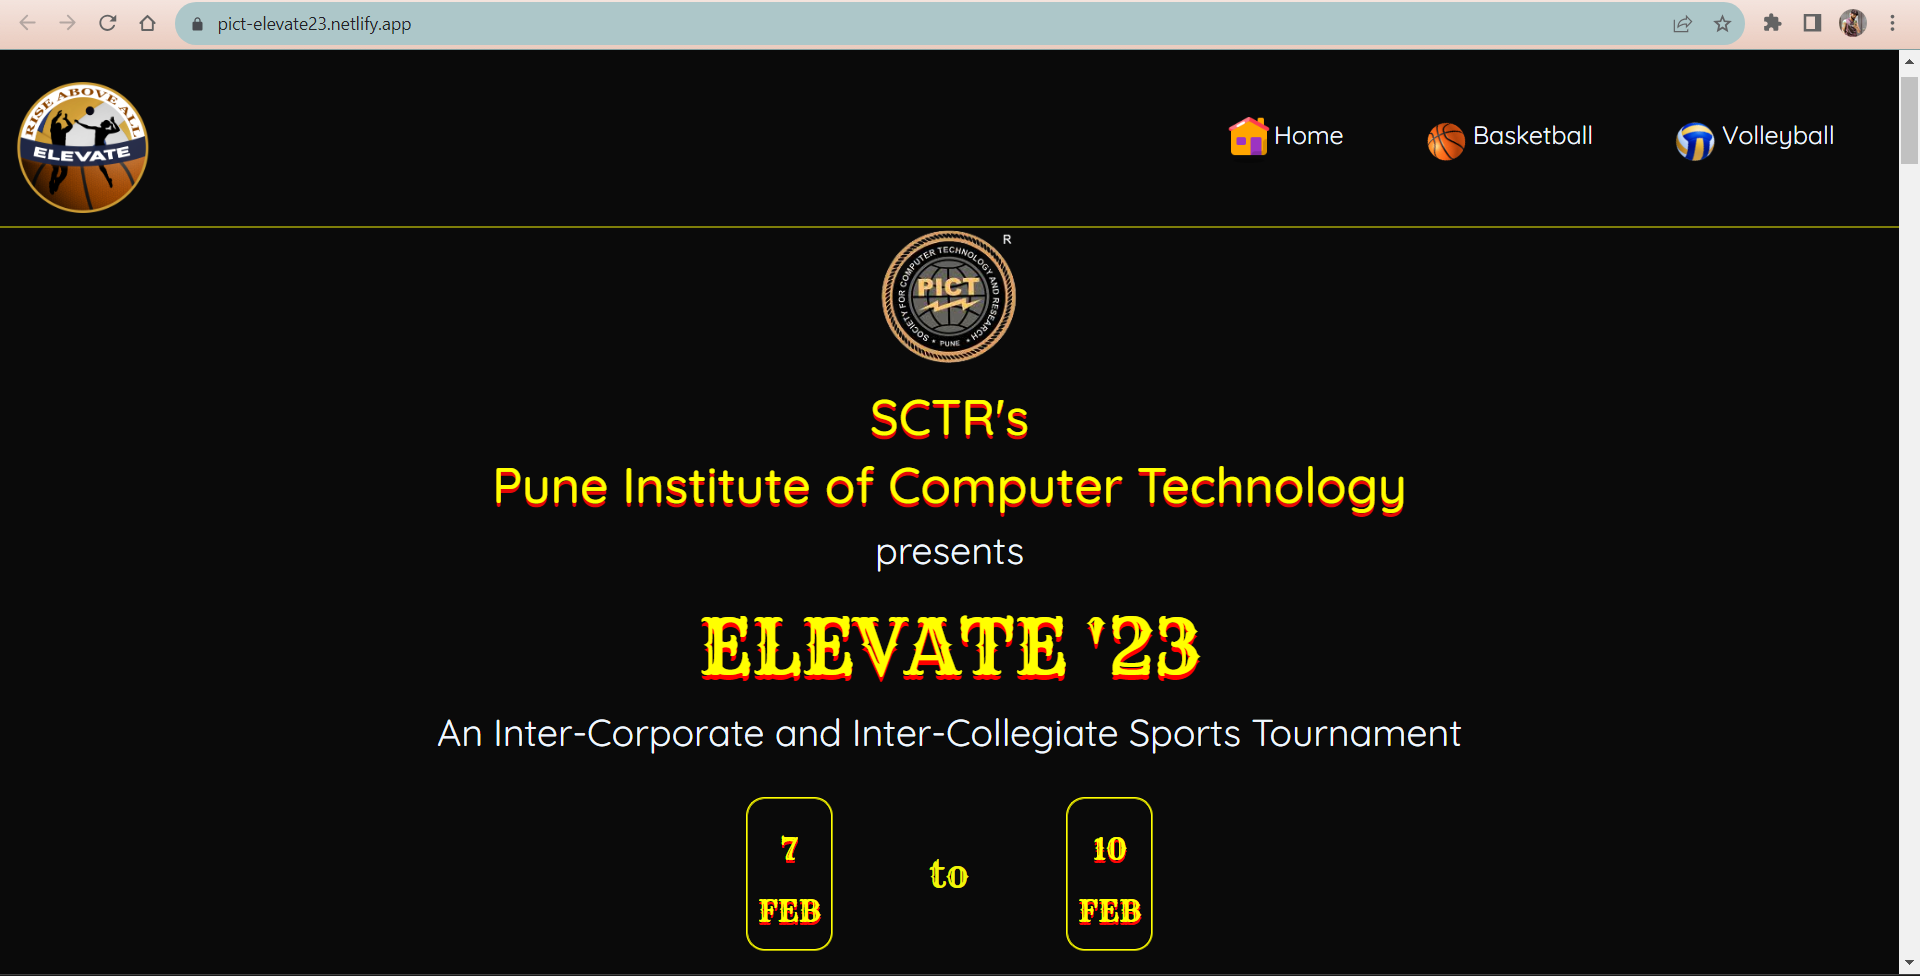 pict-elevate23.netlify.app
RISE ABOVE ALL
ELEVATE
Home
Basketball
Volleyball
R
SOCIETY FOR COMPUTER TECHNOLOGY AND RESEARCH
PICT
* PUNE *
SCTR's
Pune Institute of Computer Technology
presents
ELEVATE '23
An Inter-Corporate and Inter-Collegiate Sports Tournament
7
FEB
to
10
FEB